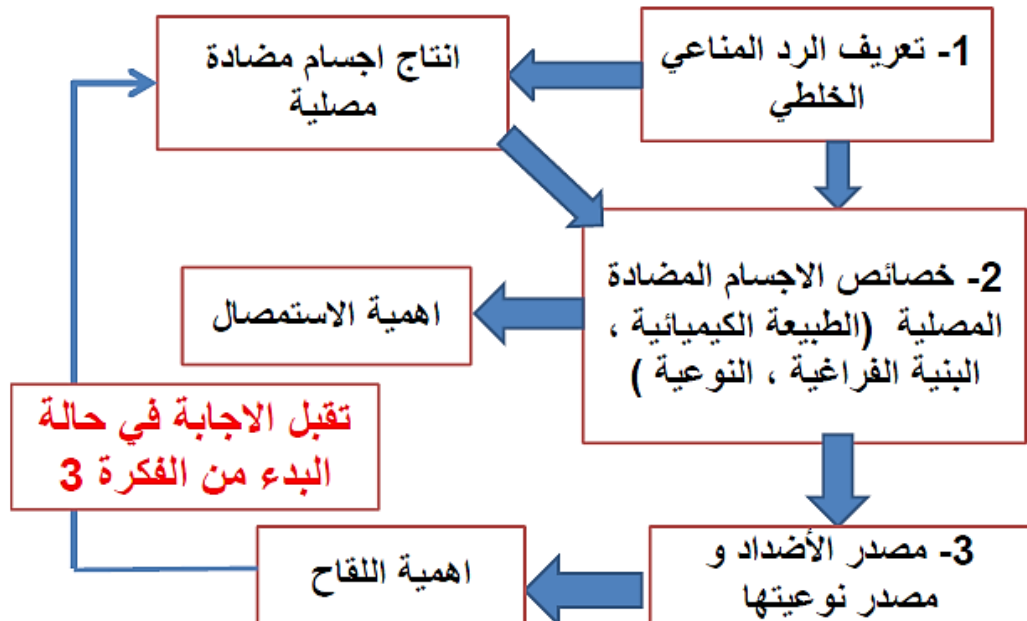 1- تعريف الرد المناعي
الخلطي
انتاج اجسام مضادة
مصلية
2- خصائص الاجسام المضادة
المصلية (الطبيعة الكيميائية ،
البنية الفراغية ، النوعية )
اهمية الاستمصال
تقبل الاجابة في حالة
البدء من الفكرة 3
3- مصدر الأضداد و
مصدر نوعيتها
اهمية اللقاح